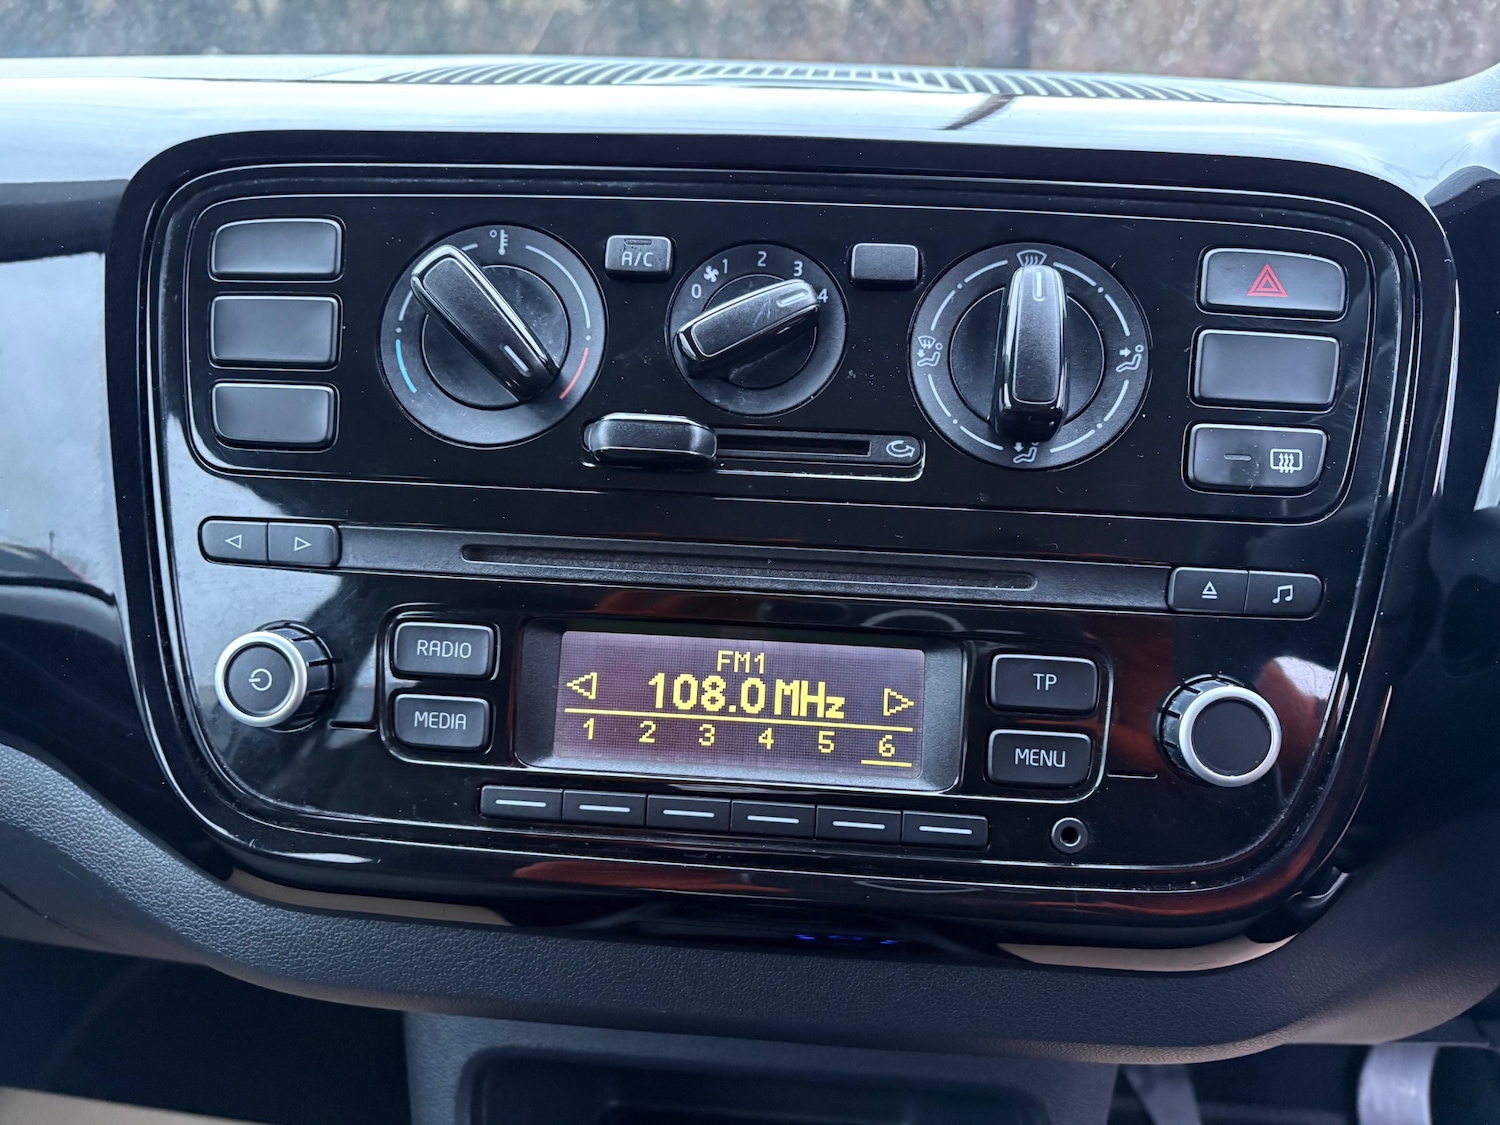 A/C
0 1 2 3 4
RADIO
MEDIA
FM1
108.0 MHz
1 2 3 4 5 6
TP
MENU